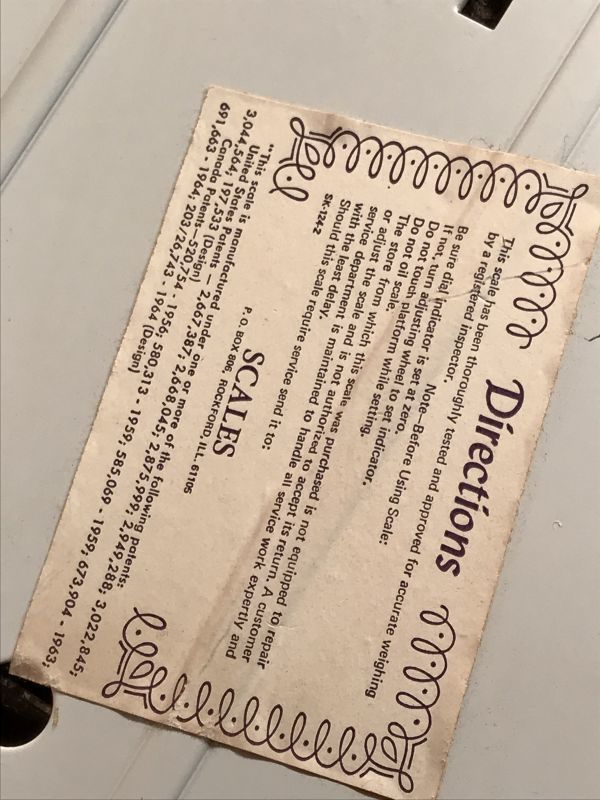 Directions
This scale has been thoroughly tested and approved for accurate weighing
by a registered inspector.
Note- Before Using Scale:
Be sure dial indicator is set at zero.
If not, turn adjusting wheel to set indicator.
Do not touch platform while setting.
Do not oil scale.
The store from which this scale was purchased is not equipped to repair
or adjust scale and is not authorized to accept its return. A customer
service department is maintained to handle all service work expertly and
with the least delay.
Should this scale require service send it to:
SK-124-2
SCALES
P. O. BOX 806, ROCKFORD, ILL. 61105
"This scale is manufactured under one or more of the following patents:
United States Patents — 2,667,387; 2,668,045; 2,875,999; 2,949,288; 3,022,845;
3,044,564; 197,533 (Design)
Canada Patents—520,754 - 1956; 580,313 - 1959; 585,069 - 1959; 673,904 - 1963;
691,663 - 1964; 203/26,743 - 1964 (Design)